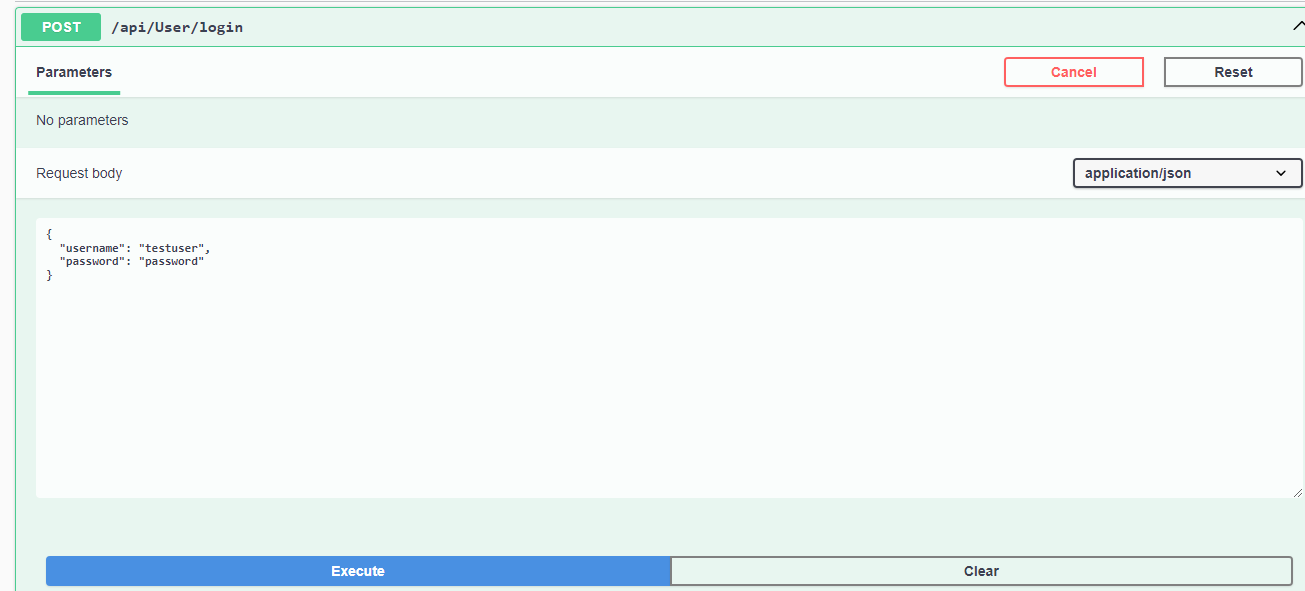 POST /api/User/login
Parameters Cancel Reset
No parameters
Request body application/json
{
"username": "testuser",
"password": "password"
}
Execute Clear